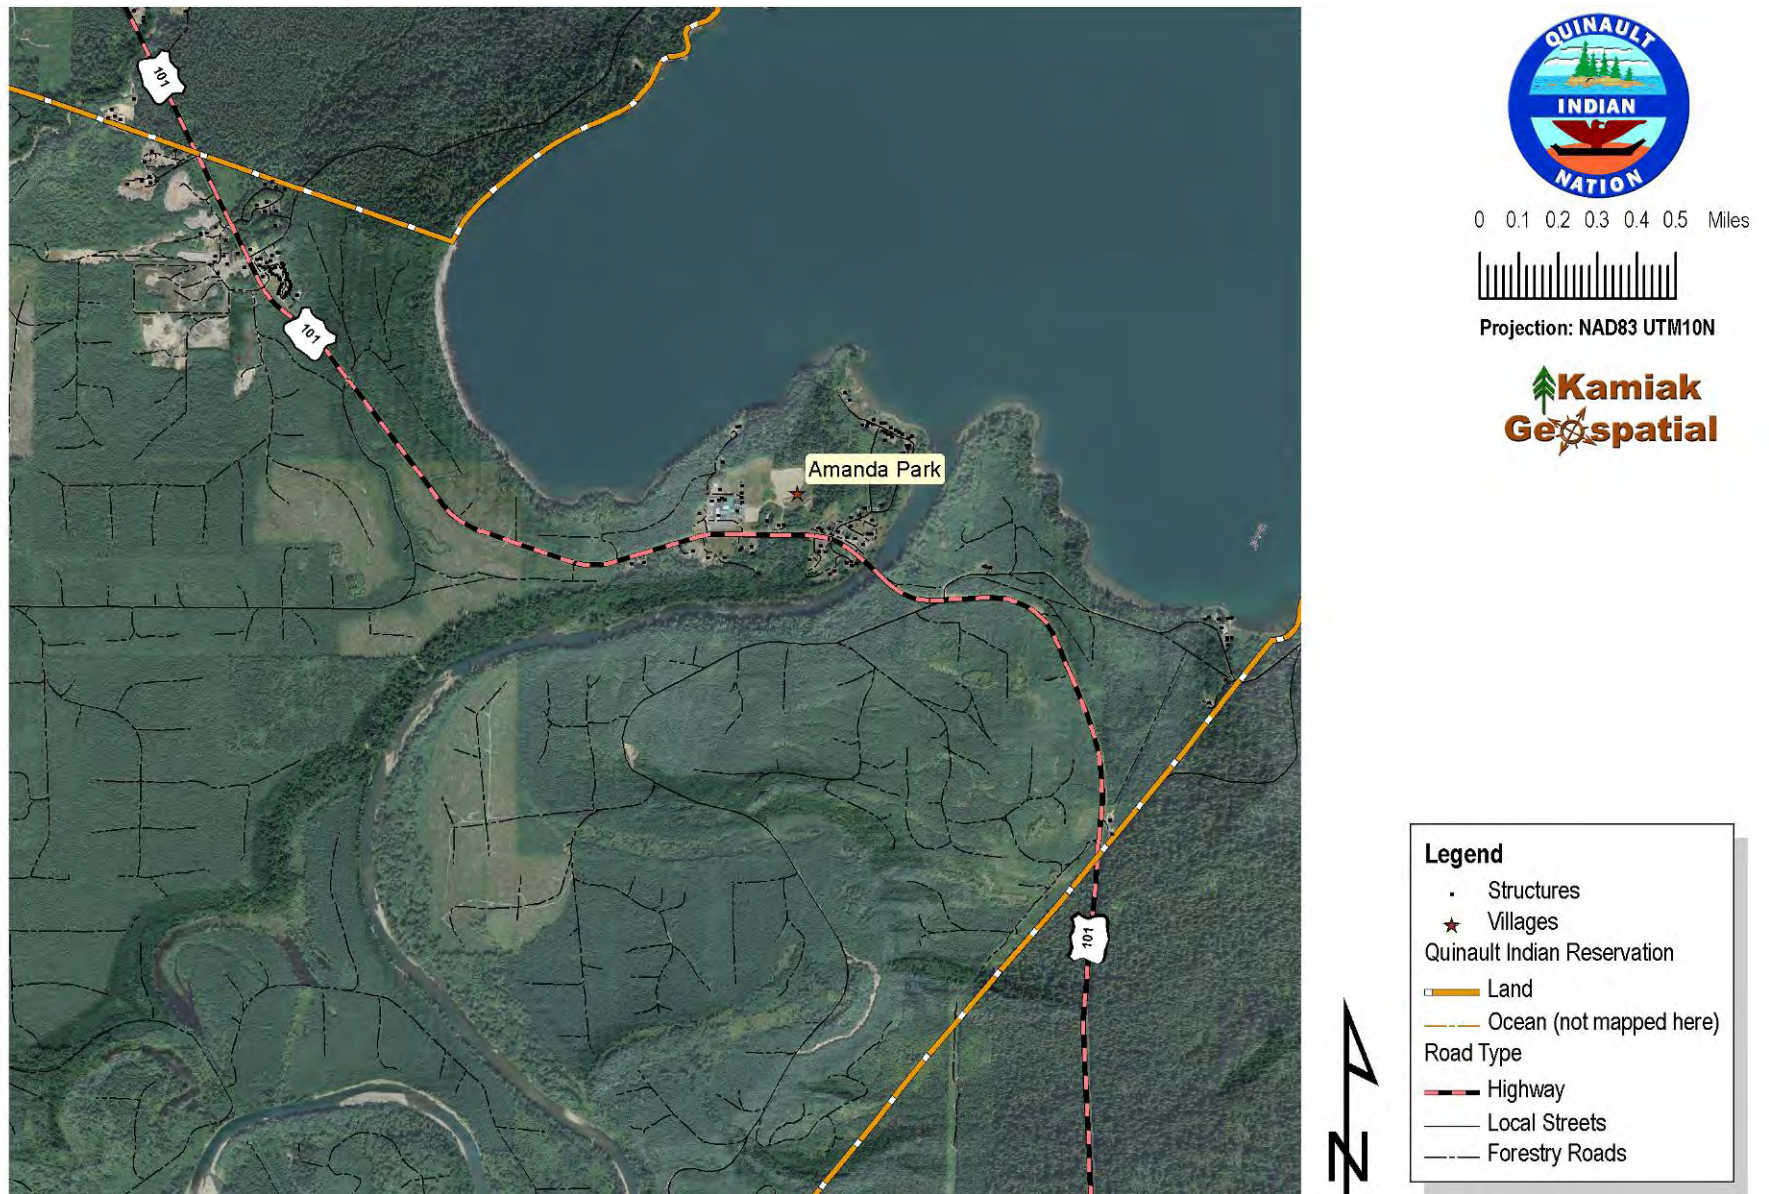 101
101
Amanda Park
101
QUINAULT
INDIAN
NATION
0 0.1 0.2 0.3 0.4 0.5 Miles
Projection: NAD83 UTM10N
Kamiak
Geospatial
Legend
Structures
Villages
Quinault Indian Reservation
Land
Ocean (not mapped here)
Road Type
Highway
Local Streets
Forestry Roads
N